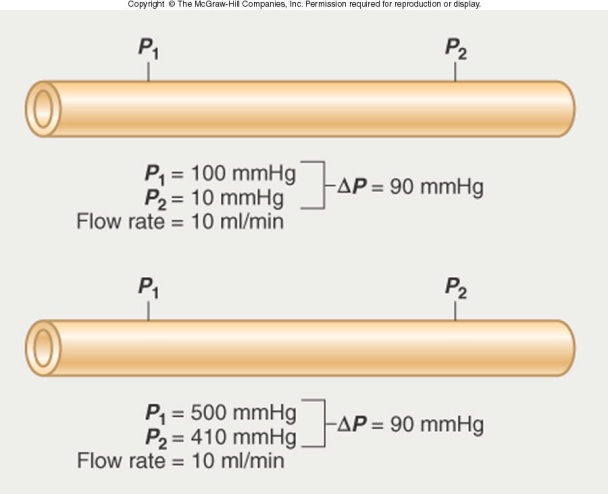 Copyright © The McGraw-Hill Companies, Inc. Permission required for reproduction or display.
P₁ P₂
P₁ = 100 mmHg
ΔP = 90 mmHg
P₂ = 10 mmHg
Flow rate = 10 ml/min
P₁ P₂
P₁ = 500 mmHg
ΔP = 90 mmHg
P₂ = 410 mmHg
Flow rate = 10 ml/min